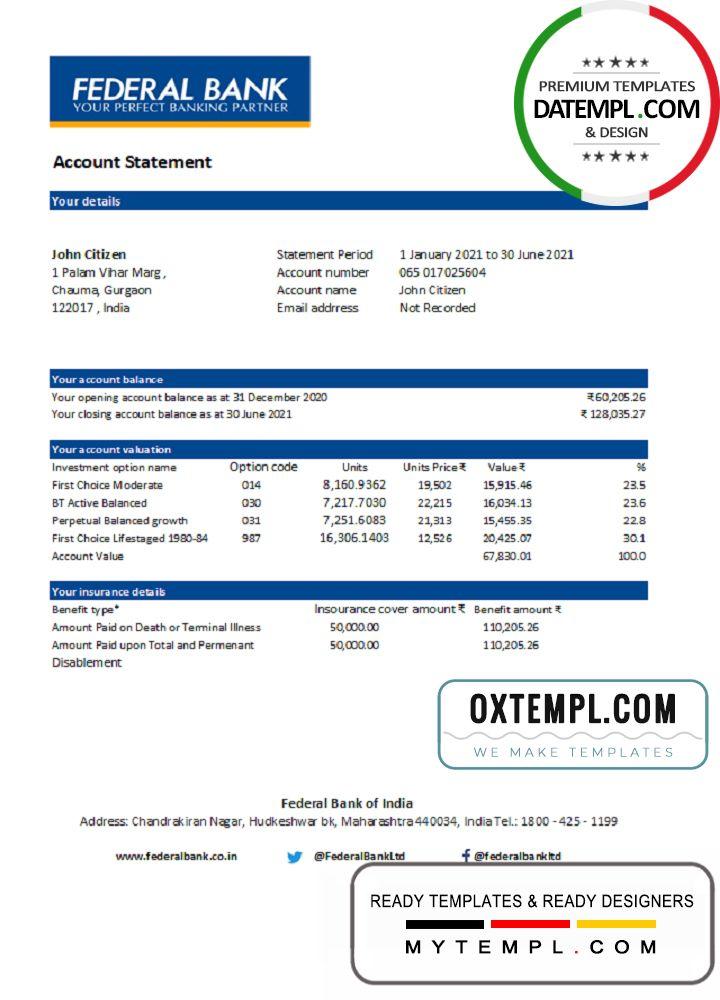 ★★★★★
PREMIUM TEMPLATES
DATEMPL.COM
& DESIGN
★★★★★
FEDERAL BANK
YOUR PERFECT BANKING PARTNER
Account Statement
Your details
John Citizen Statement Period 1 January 2021 to 30 June 2021
1 Palam Vihar Marg, Account number 065 017025604
Chauma, Gurgaon Account name John Citizen
122017 , India Email addrress Not Recorded
Your account balance
Your opening account balance as at 31 December 2020 ₹60,205.26
Your closing account balance as at 30 June 2021 ₹ 128,035.27
Your account valuation
Investment option name Option code Units Units Price ₹ Value ₹ %
First Choice Moderate 014 8,160.9362 19,502 15,915.46 23.5
BT Active Balanced 030 7,217.7030 22,215 16,034.13 23.6
Perpetual Balanced growth 031 7,251.6083 21,313 15,455.35 22.8
First Choice Lifestaged 1980-84 987 16,306.1403 12,526 20,425.07 30.1
Account Value 67,830.01 100.0
Your insurance details
Benefit type* Insourance cover amount ₹ Benefit amount ₹
Amount Paid on Death or Terminal Illness 50,000.00 110,205.26
Amount Paid upon Total and Permenant 50,000.00 110,205.26
Disablement
OXTEMPL.COM
WE MAKE TEMPLATES
Federal Bank of India
Address: Chandrakiran Nagar, Hudkeshwar bk, Maharashtra 440034, India Tel.: 1800 - 425 - 1199
www.federalbank.co.in @FederalBankLtd @federalbankltd
READY TEMPLATES & READY DESIGNERS
MYTEMPL.COM